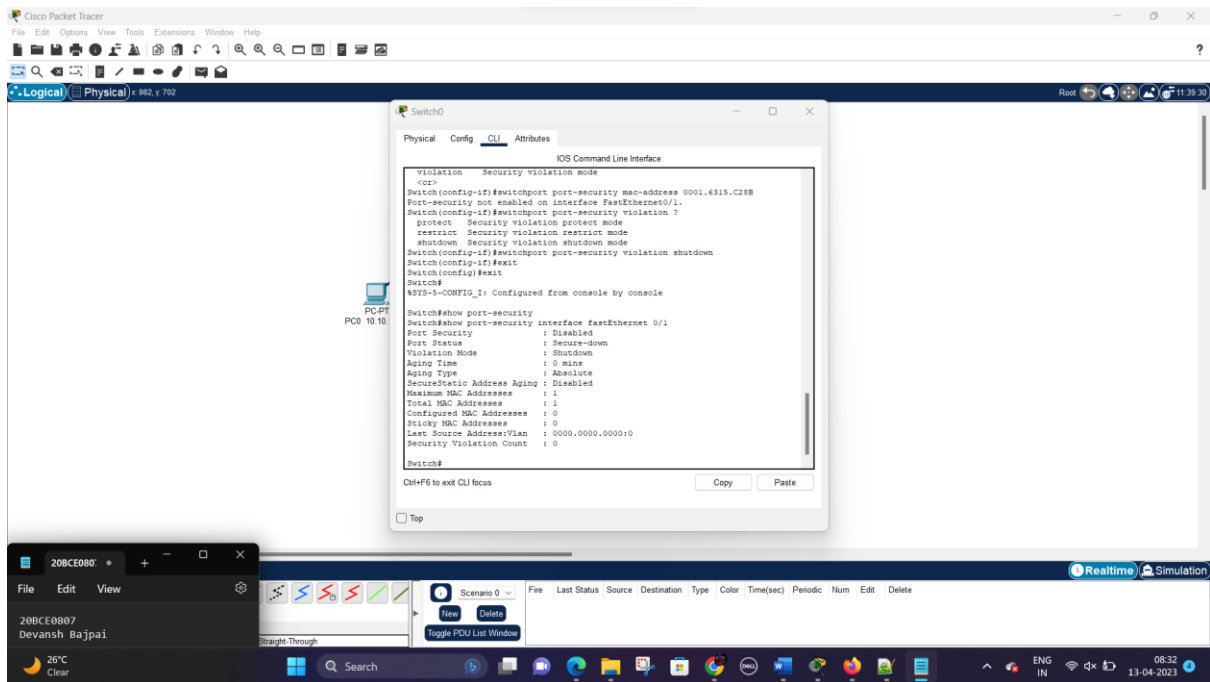 Cisco Packet Tracer
File Edit Options View Tools Extensions Window Help
?
Logical Physical x: 982, y: 702 Root 11:39:30
Switch0
Physical Config CLI Attributes
IOS Command Line Interface
violation Security violation mode
<cr>
Switch(config-if)#switchport port-security mac-address 0001.6315.C28B
Port-security not enabled on interface FastEthernet0/1.
Switch(config-if)#switchport port-security violation ?
protect Security violation protect mode
restrict Security violation restrict mode
shutdown Security violation shutdown mode
Switch(config-if)#switchport port-security violation shutdown
Switch(config-if)#exit
Switch(config)#exit
Switch#
%SYS-5-CONFIG_I: Configured from console by console
Switch#show port-security
Switch#show port-security interface fastEthernet 0/1
Port Security : Disabled
Port Status : Secure-down
Violation Mode : Shutdown
Aging Time : 0 mins
Aging Type : Absolute
SecureStatic Address Aging : Disabled
Maximum MAC Addresses : 1
Total MAC Addresses : 1
Configured MAC Addresses : 0
Sticky MAC Addresses : 0
Last Source Address:Vlan : 0000.0000.0000:0
Security Violation Count : 0
Switch#
Ctrl+F6 to exit CLI focus
Copy Paste
Top
PC-PT
PC0 10.10.
Realtime Simulation
Scenario 0
New Delete
Toggle PDU List Window
Fire Last Status Source Destination Type Color Time(sec) Periodic Num Edit Delete
Straight-Through
20BCE080
File Edit View
20BCE0807
Devansh Bajpai
26°C
Clear
Search
DELL
ENG
IN
08:32
13-04-2023
4